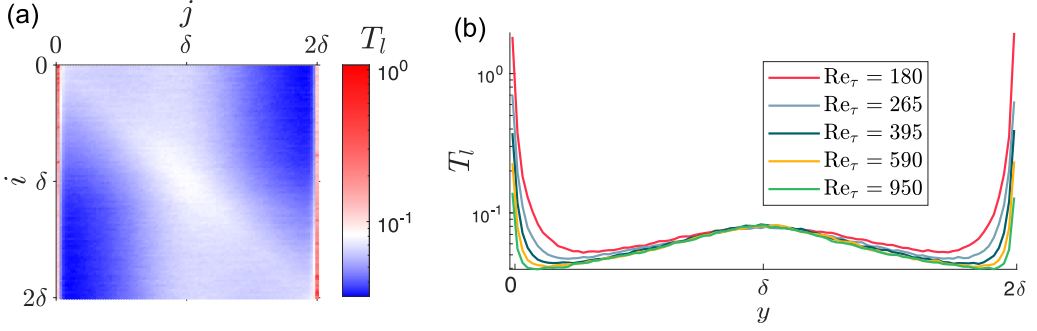 (a)
j
0 δ 2δ
T_l
0
i
δ
2δ
10^0
10^{-1}
(b)
T_l
10^0
10^{-1}
Re_τ = 180
Re_τ = 265
Re_τ = 395
Re_τ = 590
Re_τ = 950
0 δ 2δ
y